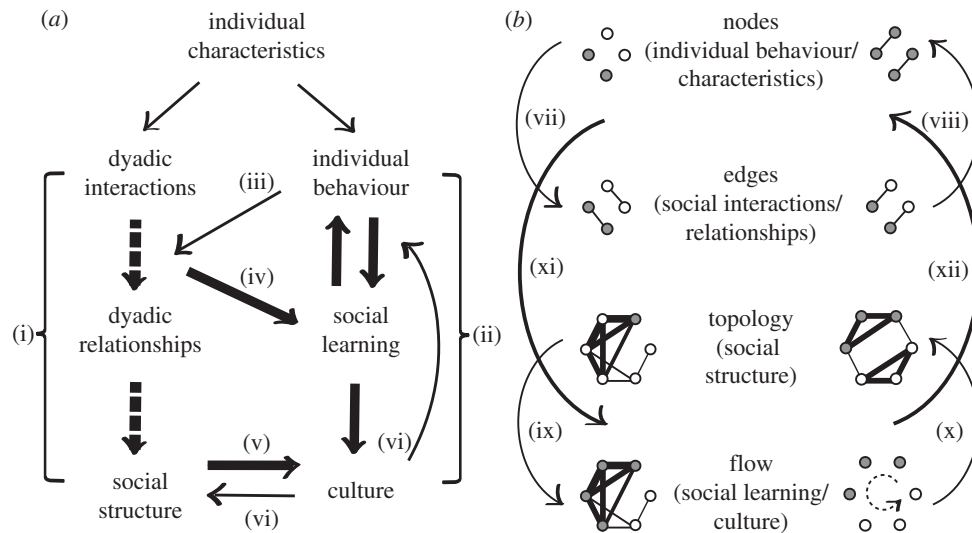 (a)
individual
characteristics
dyadic
interactions
individual
behaviour
(iii)
(iv)
(i)
dyadic
relationships
social
learning
(ii)
(v)
(vi)
social
structure
culture
(vi)
(b)
nodes
(individual behaviour/
characteristics)
(vii)
(viii)
edges
(social interactions/
relationships)
(xi)
(xii)
topology
(social
structure)
(ix)
(x)
flow
(social learning/
culture)